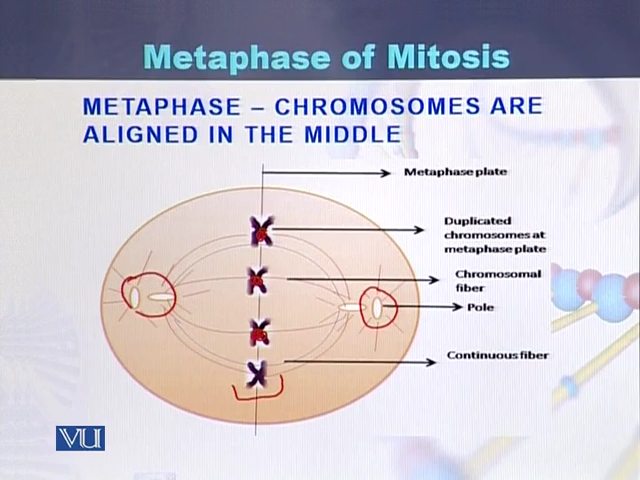 Metaphase of Mitosis
METAPHASE – CHROMOSOMES ARE
ALIGNED IN THE MIDDLE
Metaphase plate
Duplicated
chromosomes at
metaphase plate
Chromosomal
fiber
Pole
Continuous fiber
VU